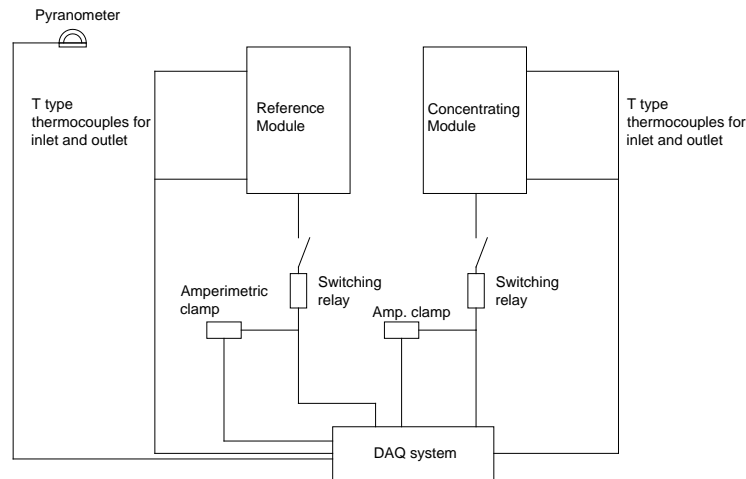 Pyranometer
T type
thermocouples for
inlet and outlet
Reference
Module
Concentrating
Module
T type
thermocouples for
inlet and outlet
Switching
relay
Switching
relay
Amperimetric
clamp
Amp. clamp
DAQ system